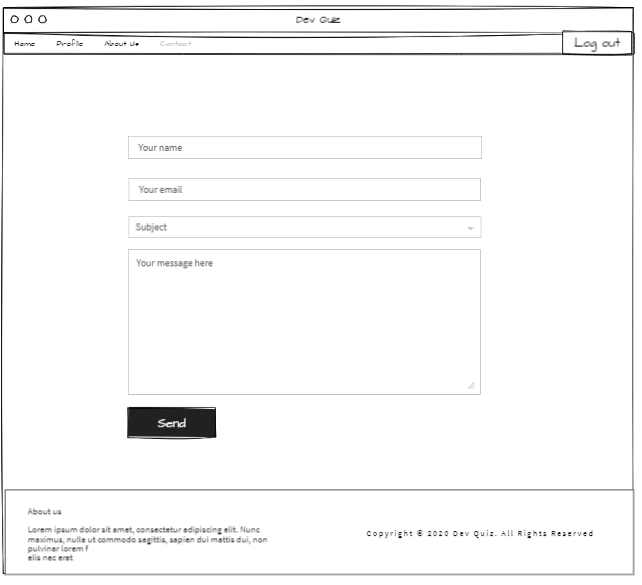 Dev Quiz
Home Profile About Us Contact Log out
Your name
Your email
Subject
Your message here
Send
About us
Lorem ipsum dolor sit amet, consectetur adipiscing elit. Nunc
maximus, nulla ut commodo sagittis, sapien dui mattis dui, non
pulvinar lorem f
elis nec erat
Copyright © 2020 Dev Quiz. All Rights Reserved